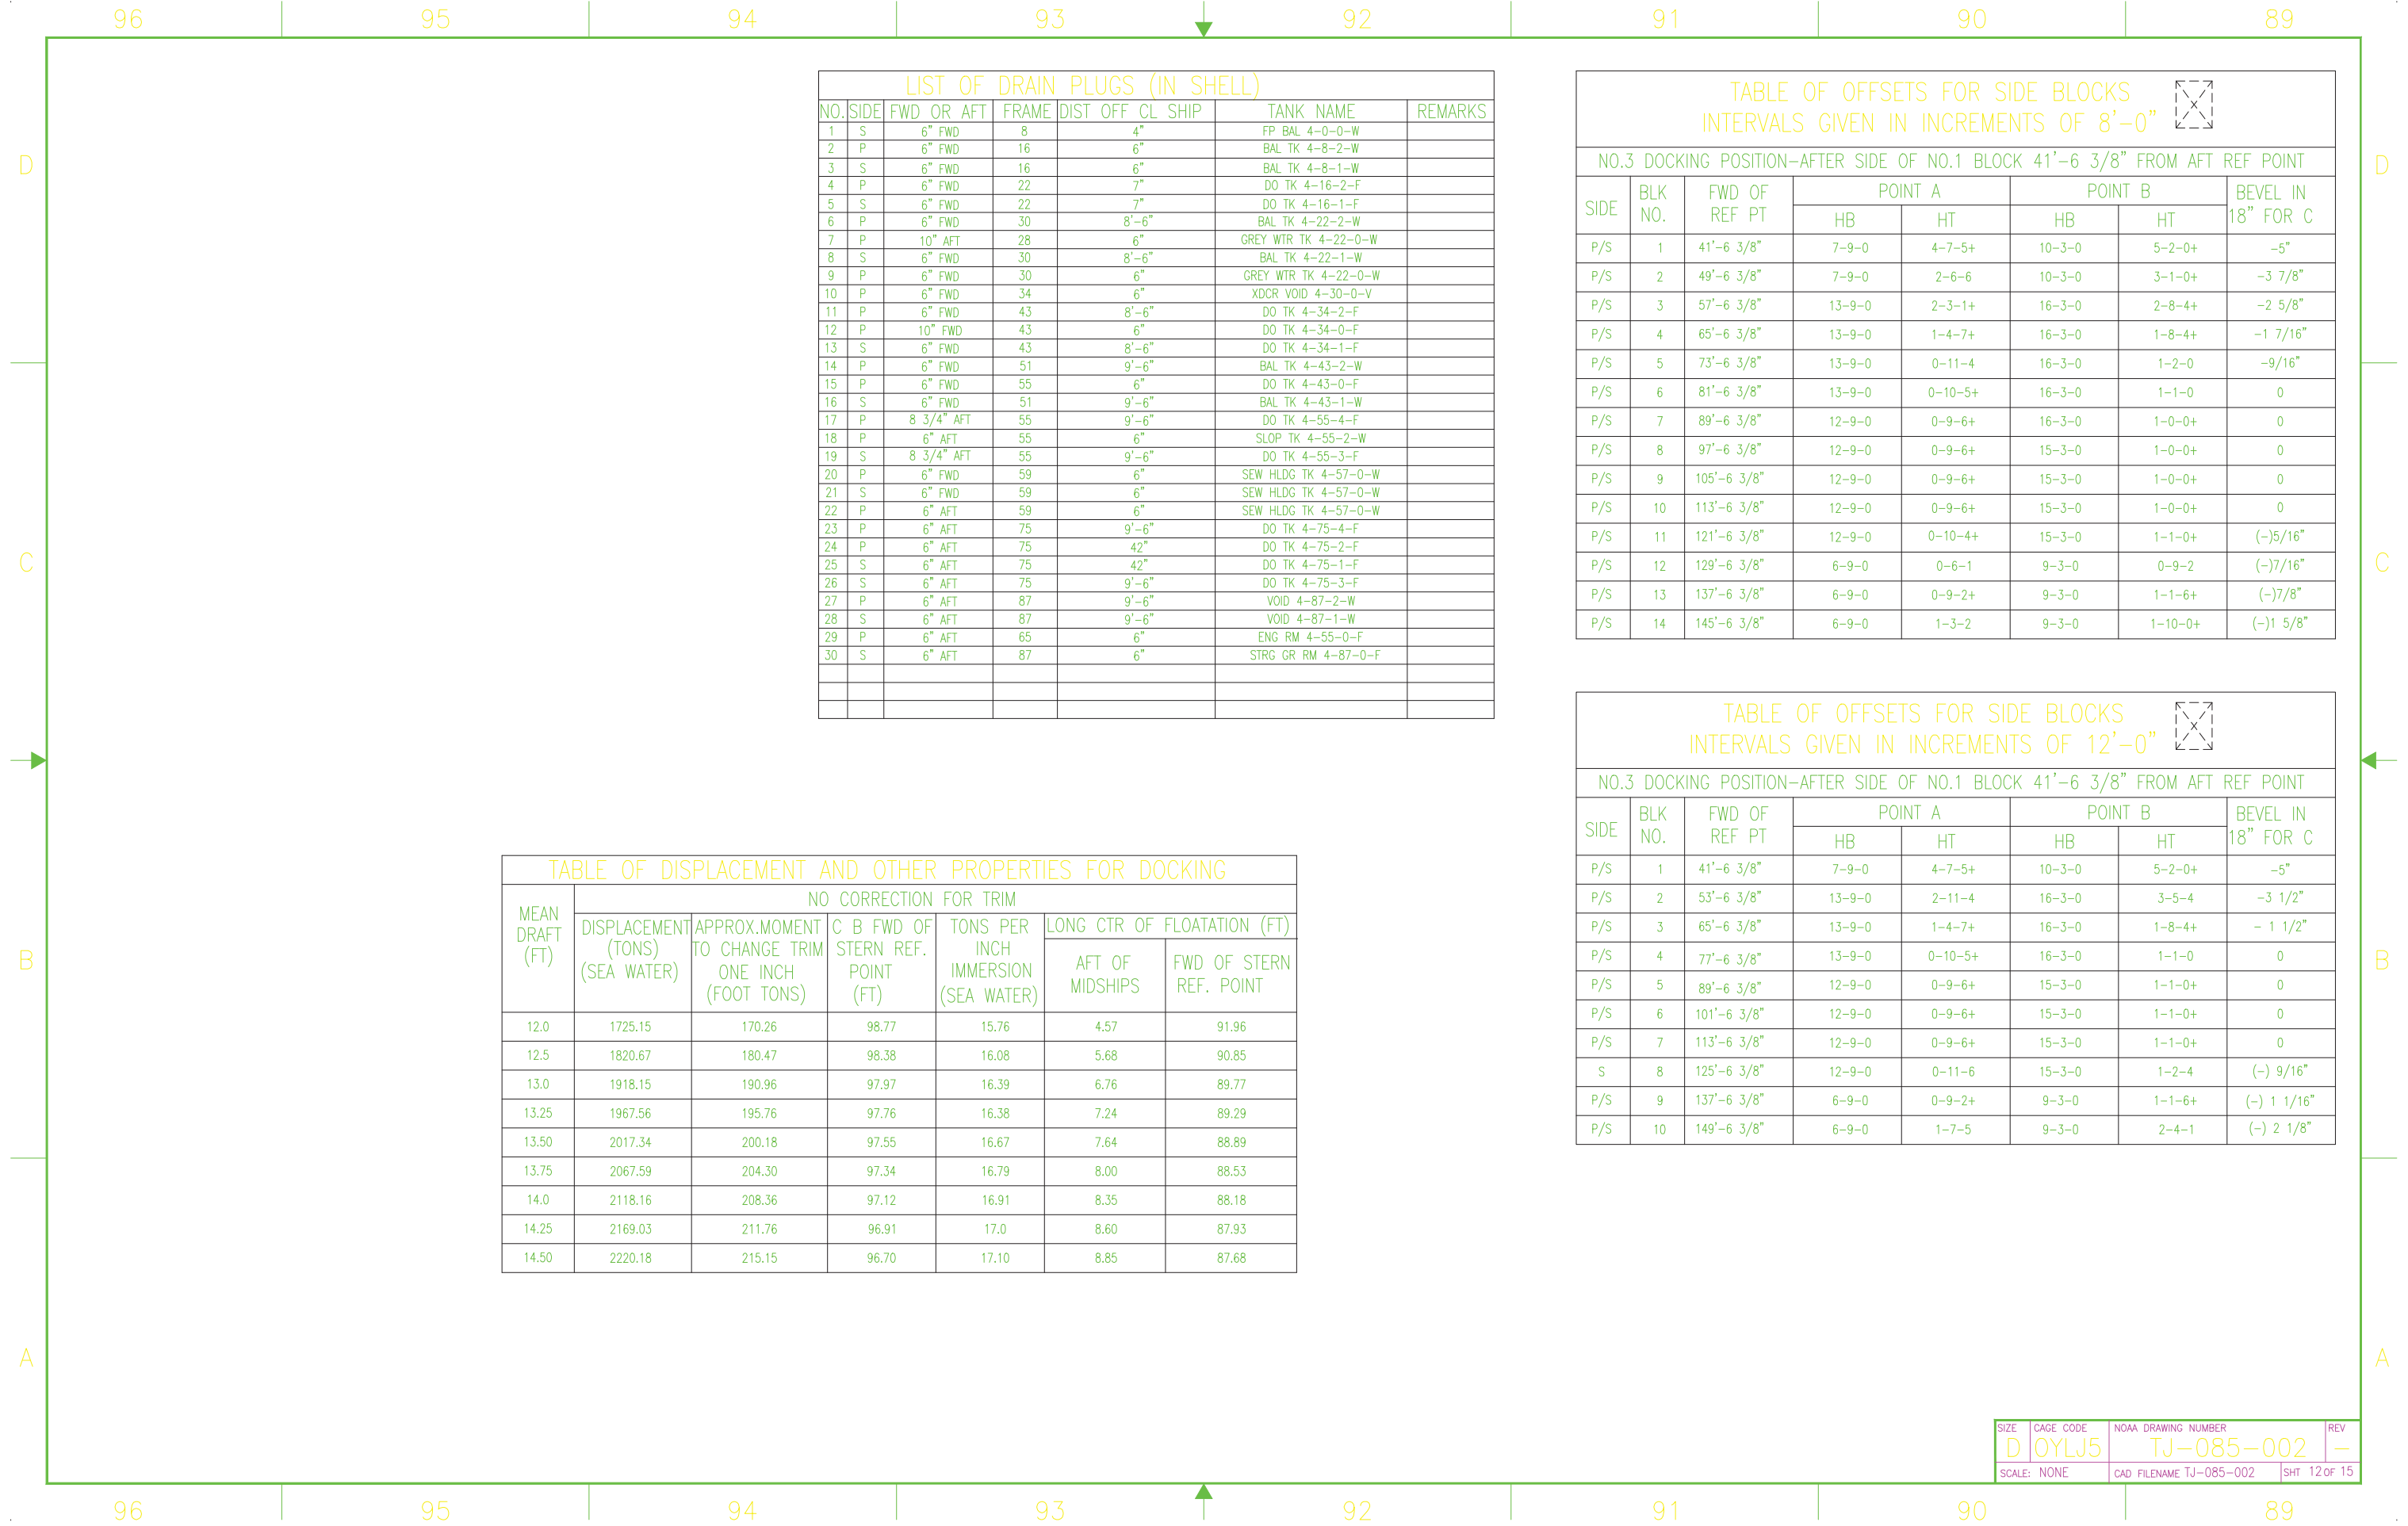 96 95 94 93 92 91 90 89
D D
C C
B B
A A
LIST OF DRAIN PLUGS (IN SHELL)
NO. SIDE FWD OR AFT FRAME DIST OFF CL SHIP TANK NAME REMARKS
1 S 6" FWD 8 4" FP BAL 4-0-0-W
2 P 6" FWD 16 6" BAL TK 4-8-2-W
3 S 6" FWD 16 6" BAL TK 4-8-1-W
4 P 6" FWD 22 7" DO TK 4-16-2-F
5 S 6" FWD 22 7" DO TK 4-16-1-F
6 P 6" FWD 30 8'-6" BAL TK 4-22-2-W
7 P 10" AFT 28 6" GREY WTR TK 4-22-0-W
8 S 6" FWD 30 8'-6" BAL TK 4-22-1-W
9 P 6" FWD 30 6" GREY WTR TK 4-22-0-W
10 P 6" FWD 34 6" XDCR VOID 4-30-0-V
11 P 6" FWD 43 8'-6" DO TK 4-34-2-F
12 P 10" FWD 43 6" DO TK 4-34-0-F
13 S 6" FWD 43 8'-6" DO TK 4-34-1-F
14 P 6" FWD 51 9'-6" BAL TK 4-43-2-W
15 P 6" FWD 55 6" DO TK 4-43-0-F
16 S 6" FWD 51 9'-6" BAL TK 4-43-1-W
17 P 8 3/4" AFT 55 9'-6" DO TK 4-55-4-F
18 P 6" AFT 55 6" SLOP TK 4-55-2-W
19 S 8 3/4" AFT 55 9'-6" DO TK 4-55-3-F
20 P 6" FWD 59 6" SEW HLDG TK 4-57-0-W
21 S 6" FWD 59 6" SEW HLDG TK 4-57-0-W
22 P 6" AFT 59 6" SEW HLDG TK 4-57-0-W
23 P 6" AFT 75 9'-6" DO TK 4-75-4-F
24 P 6" AFT 75 42" DO TK 4-75-2-F
25 S 6" AFT 75 42" DO TK 4-75-1-F
26 S 6" AFT 75 9'-6" DO TK 4-75-3-F
27 P 6" AFT 87 9'-6" VOID 4-87-2-W
28 S 6" AFT 87 9'-6" VOID 4-87-1-W
29 P 6" AFT 65 6" ENG RM 4-55-0-F
30 S 6" AFT 87 6" STRG GR RM 4-87-0-F
TABLE OF OFFSETS FOR SIDE BLOCKS
INTERVALS GIVEN IN INCREMENTS OF 8'-0"
X
NO.3 DOCKING POSITION-AFTER SIDE OF NO.1 BLOCK 41'-6 3/8" FROM AFT REF POINT
SIDE BLK NO. FWD OF REF PT POINT A POINT B BEVEL IN 18" FOR C
HB HT HB HT
P/S 1 41'-6 3/8" 7-9-0 4-7-5+ 10-3-0 5-2-0+ -5"
P/S 2 49'-6 3/8" 7-9-0 2-6-6 10-3-0 3-1-0+ -3 7/8"
P/S 3 57'-6 3/8" 13-9-0 2-3-1+ 16-3-0 2-8-4+ -2 5/8"
P/S 4 65'-6 3/8" 13-9-0 1-4-7+ 16-3-0 1-8-4+ -1 7/16"
P/S 5 73'-6 3/8" 13-9-0 0-11-4 16-3-0 1-2-0 -9/16"
P/S 6 81'-6 3/8" 13-9-0 0-10-5+ 16-3-0 1-1-0 0
P/S 7 89'-6 3/8" 12-9-0 0-9-6+ 16-3-0 1-0-0+ 0
P/S 8 97'-6 3/8" 12-9-0 0-9-6+ 15-3-0 1-0-0+ 0
P/S 9 105'-6 3/8" 12-9-0 0-9-6+ 15-3-0 1-0-0+ 0
P/S 10 113'-6 3/8" 12-9-0 0-9-6+ 15-3-0 1-0-0+ 0
P/S 11 121'-6 3/8" 12-9-0 0-10-4+ 15-3-0 1-1-0+ (-)5/16"
P/S 12 129'-6 3/8" 6-9-0 0-6-1 9-3-0 0-9-2 (-)7/16"
P/S 13 137'-6 3/8" 6-9-0 0-9-2+ 9-3-0 1-1-6+ (-)7/8"
P/S 14 145'-6 3/8" 6-9-0 1-3-2 9-3-0 1-10-0+ (-)1 5/8"
TABLE OF OFFSETS FOR SIDE BLOCKS
INTERVALS GIVEN IN INCREMENTS OF 12'-0"
X
NO.3 DOCKING POSITION-AFTER SIDE OF NO.1 BLOCK 41'-6 3/8" FROM AFT REF POINT
SIDE BLK NO. FWD OF REF PT POINT A POINT B BEVEL IN 18" FOR C
HB HT HB HT
P/S 1 41'-6 3/8" 7-9-0 4-7-5+ 10-3-0 5-2-0+ -5"
P/S 2 53'-6 3/8" 13-9-0 2-11-4 16-3-0 3-5-4 -3 1/2"
P/S 3 65'-6 3/8" 13-9-0 1-4-7+ 16-3-0 1-8-4+ - 1 1/2"
P/S 4 77'-6 3/8" 13-9-0 0-10-5+ 16-3-0 1-1-0 0
P/S 5 89'-6 3/8" 12-9-0 0-9-6+ 15-3-0 1-1-0+ 0
P/S 6 101'-6 3/8" 12-9-0 0-9-6+ 15-3-0 1-1-0+ 0
P/S 7 113'-6 3/8" 12-9-0 0-9-6+ 15-3-0 1-1-0+ 0
S 8 125'-6 3/8" 12-9-0 0-11-6 15-3-0 1-2-4 (-) 9/16"
P/S 9 137'-6 3/8" 6-9-0 0-9-2+ 9-3-0 1-1-6+ (-) 1 1/16"
P/S 10 149'-6 3/8" 6-9-0 1-7-5 9-3-0 2-4-1 (-) 2 1/8"
TABLE OF DISPLACEMENT AND OTHER PROPERTIES FOR DOCKING
NO CORRECTION FOR TRIM
MEAN DRAFT (FT) DISPLACEMENT (TONS) (SEA WATER) APPROX.MOMENT TO CHANGE TRIM ONE INCH (FOOT TONS) C B FWD OF STERN REF. POINT (FT) TONS PER INCH IMMERSION (SEA WATER) LONG CTR OF FLOATATION (FT)
AFT OF MIDSHIPS FWD OF STERN REF. POINT
12.0 1725.15 170.26 98.77 15.76 4.57 91.96
12.5 1820.67 180.47 98.38 16.08 5.68 90.85
13.0 1918.15 190.96 97.97 16.39 6.76 89.77
13.25 1967.56 195.76 97.76 16.38 7.24 89.29
13.50 2017.34 200.18 97.55 16.67 7.64 88.89
13.75 2067.59 204.30 97.34 16.79 8.00 88.53
14.0 2118.16 208.36 97.12 16.91 8.35 88.18
14.25 2169.03 211.76 96.91 17.0 8.60 87.93
14.50 2220.18 215.15 96.70 17.10 8.85 87.68
SIZE CAGE CODE NOAA DRAWING NUMBER REV
D 0YLJ5 TJ-085-002 -
SCALE: NONE CAD FILENAME TJ-085-002 SHT 12 OF 15
96 95 94 93 92 91 90 89